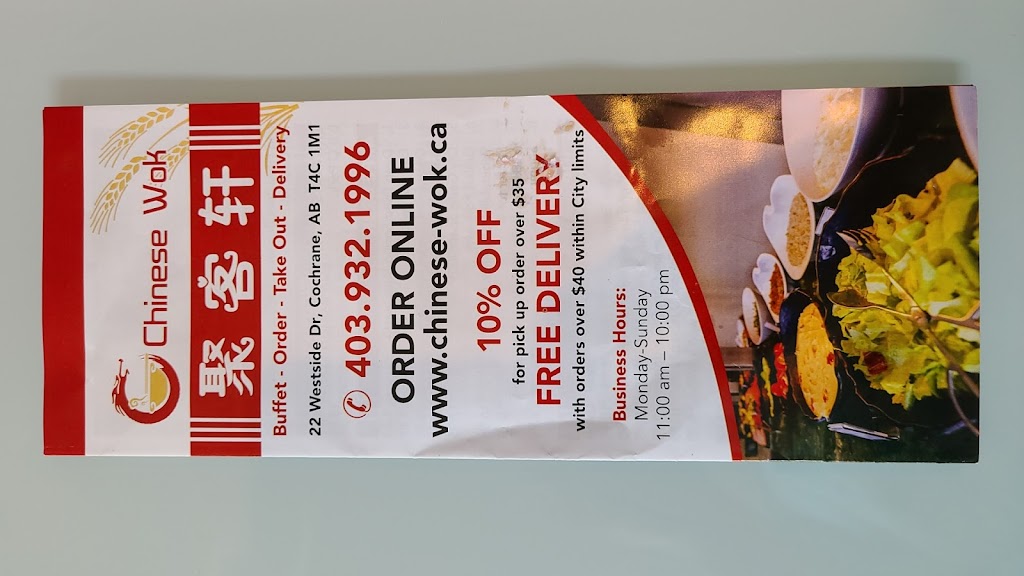 Chinese Wok
聚客轩
Buffet - Order - Take Out - Delivery
22 Westside Dr, Cochrane, AB T4C 1M1
403.932.1996
ORDER ONLINE
www.chinese-wok.ca
10% OFF
for pick up order over $35
FREE DELIVERY
with orders over $40 within City limits
Business Hours:
Monday-Sunday
11:00 am – 10:00 pm